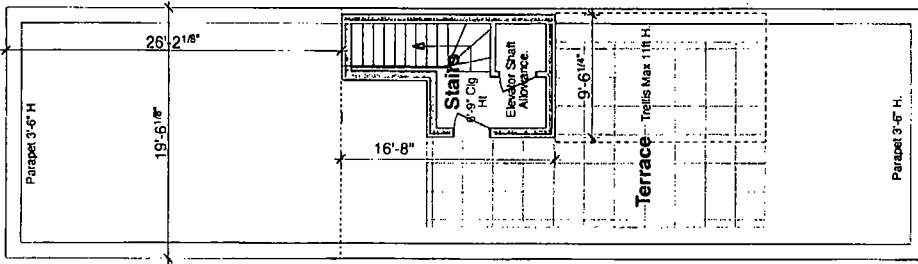 26'-2 1/8"
19'-6 1/8"
Parapet 3'-6" H
Stairs
8'-9" Clg
Ht
Elevator Shaft
Allowance.
16'-8"
9'-6 1/4"
Terrace Trellis Max 11ft H.
Parapet 3'-6" H.